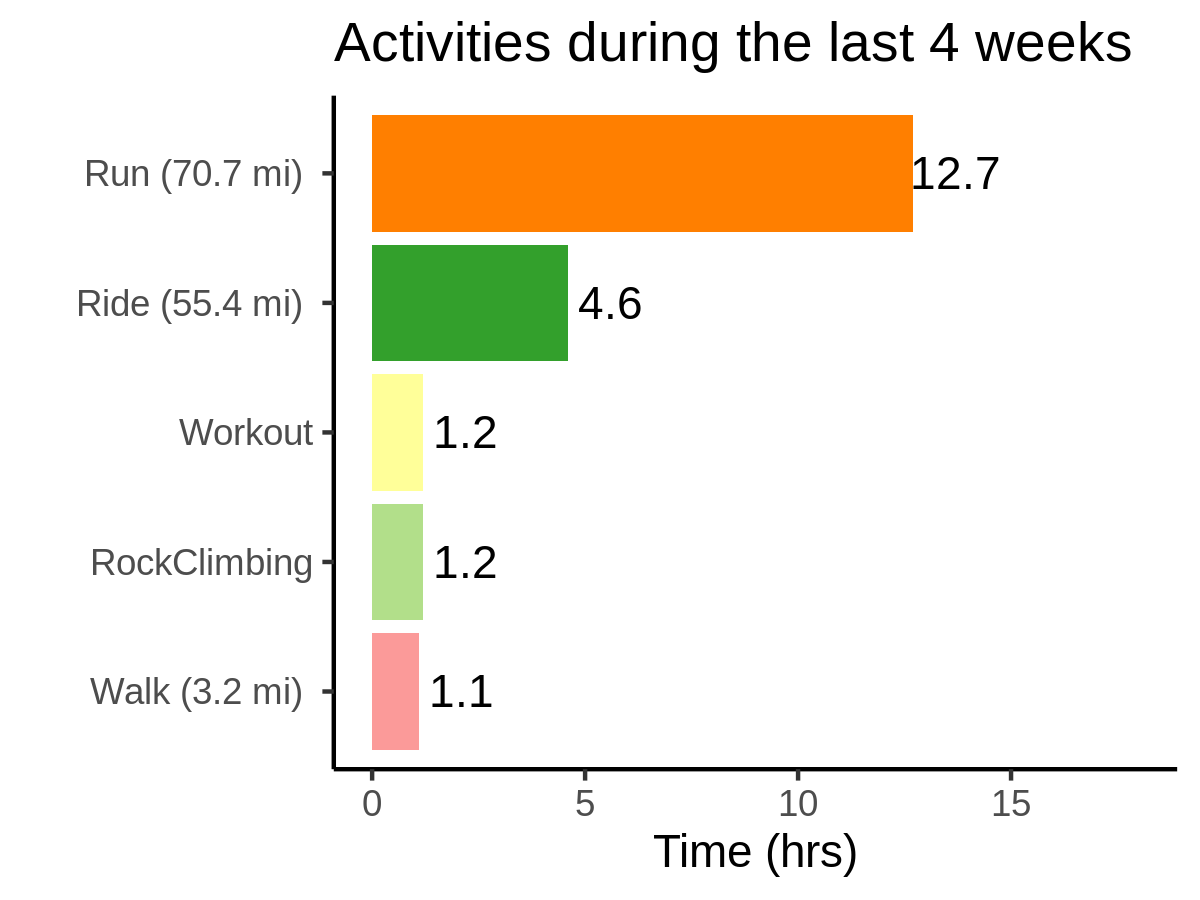 Activities during the last 4 weeks
Run (70.7 mi) 12.7
Ride (55.4 mi) 4.6
Workout 1.2
RockClimbing 1.2
Walk (3.2 mi) 1.1
0 5 10 15
Time (hrs)